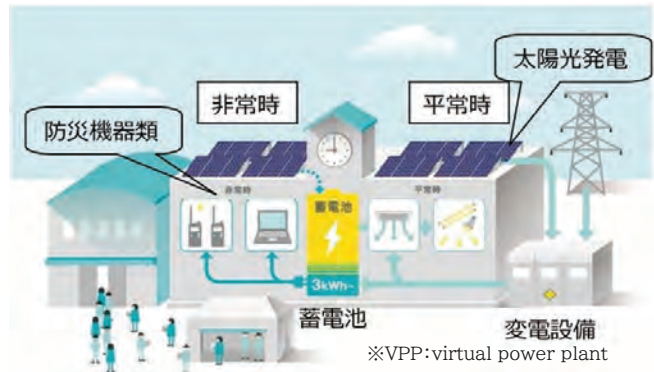 太陽光発電
非常時
平常時
防災機器類
非常時
平常時
蓄電池
3kWh~
蓄電池
変電設備
※VPP:virtual power plant